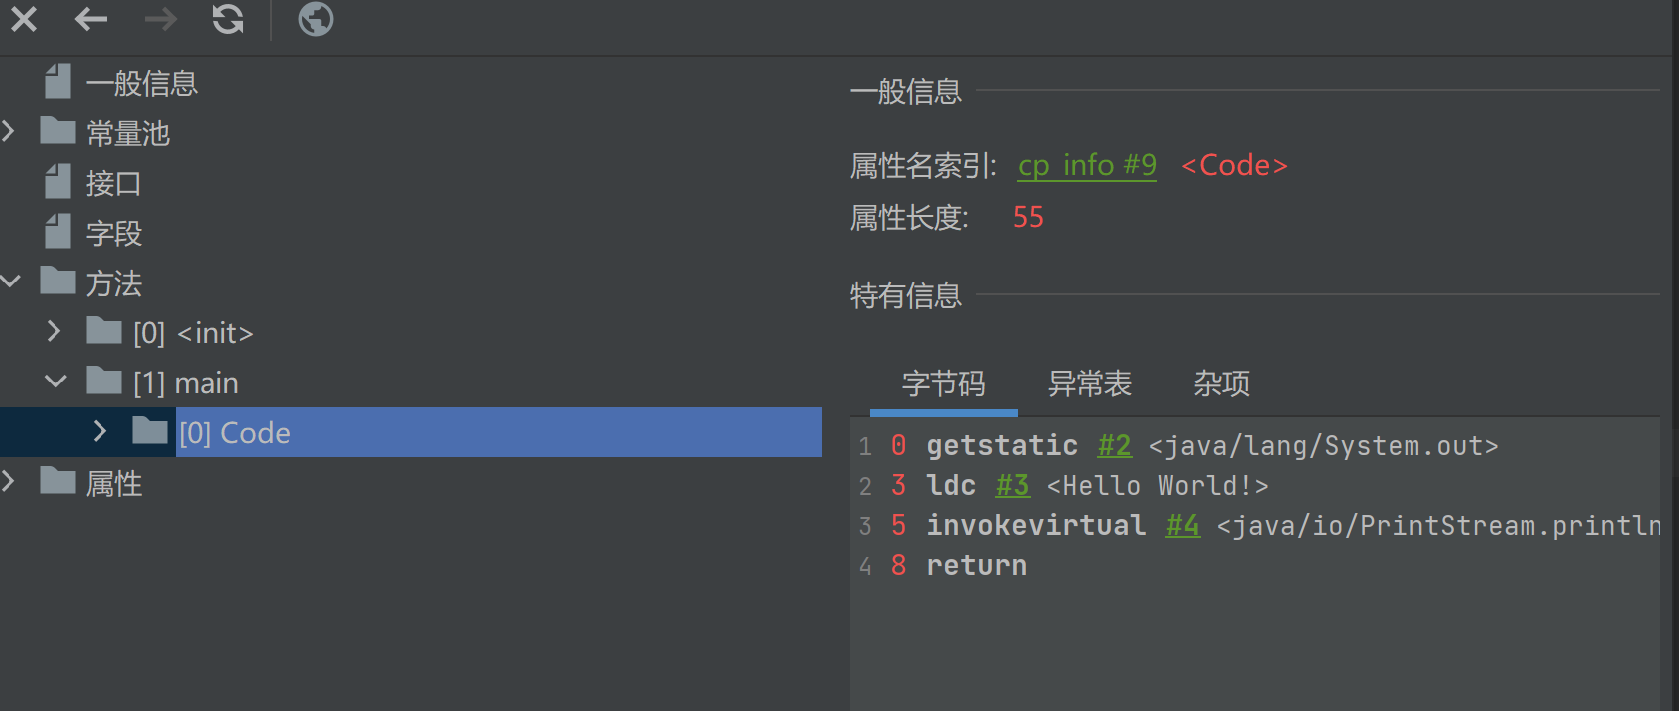 一般信息
常量池
接口
字段
方法
[0] <init>
[1] main
[0] Code
属性
一般信息
属性名索引: cp_info #9 <Code>
属性长度: 55
特有信息
字节码 异常表 杂项
1 0 getstatic #2 <java/lang/System.out>
2 3 ldc #3 <Hello World!>
3 5 invokevirtual #4 <java/io/PrintStream.println
4 8 return